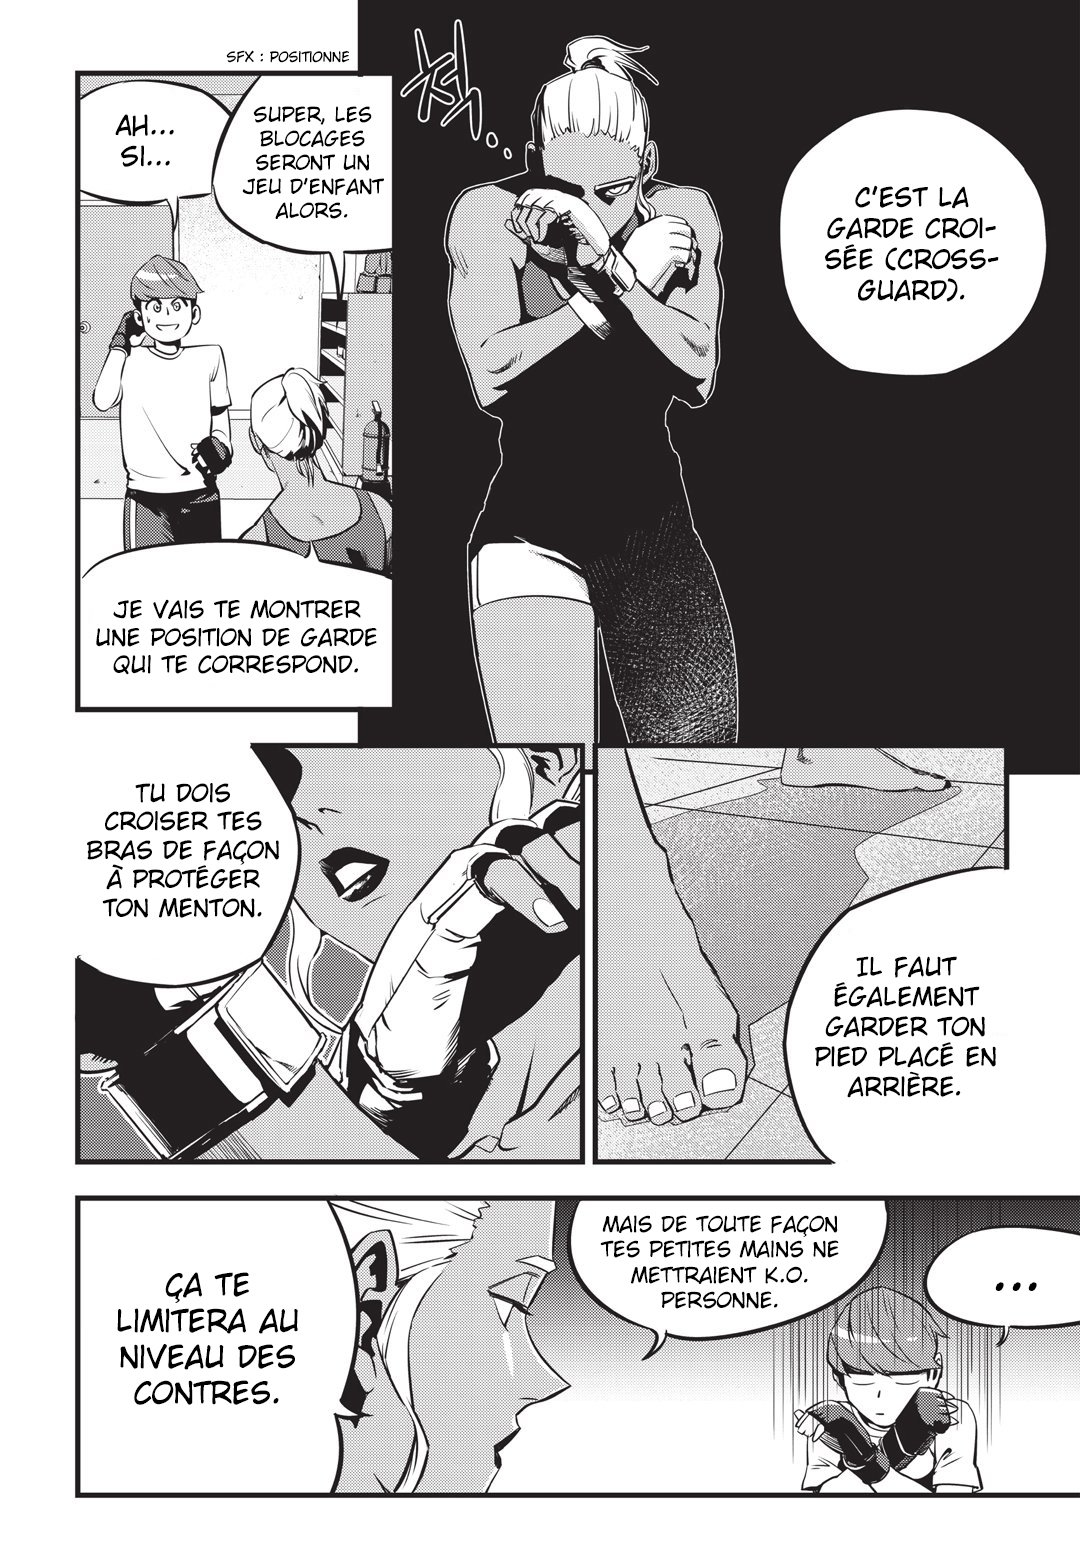 SFX : POSITIONNE
AH...
SI...
SUPER, LES
BLOCAGES
SERONT UN
JEU D'ENFANT
ALORS.
JE VAIS TE MONTRER
UNE POSITION DE GARDE
QUI TE CORRESPOND.
C'EST LA
GARDE CROI-
SÉE (CROSS-
GUARD).
TU DOIS
CROISER TES
BRAS DE FAÇON
À PROTÉGER
TON MENTON.
IL FAUT
ÉGALEMENT
GARDER TON
PIED PLACÉ EN
ARRIÈRE.
ÇA TE
LIMITERA AU
NIVEAU DES
CONTRES.
MAIS DE TOUTE FAÇON
TES PETITES MAINS NE
METTRAIENT K.O.
PERSONNE.
...